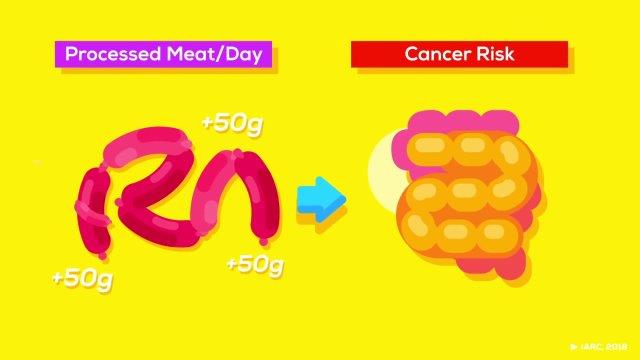 Processed Meat/Day
Cancer Risk
+50g
+50g
+50g
▶ IARC, 2018